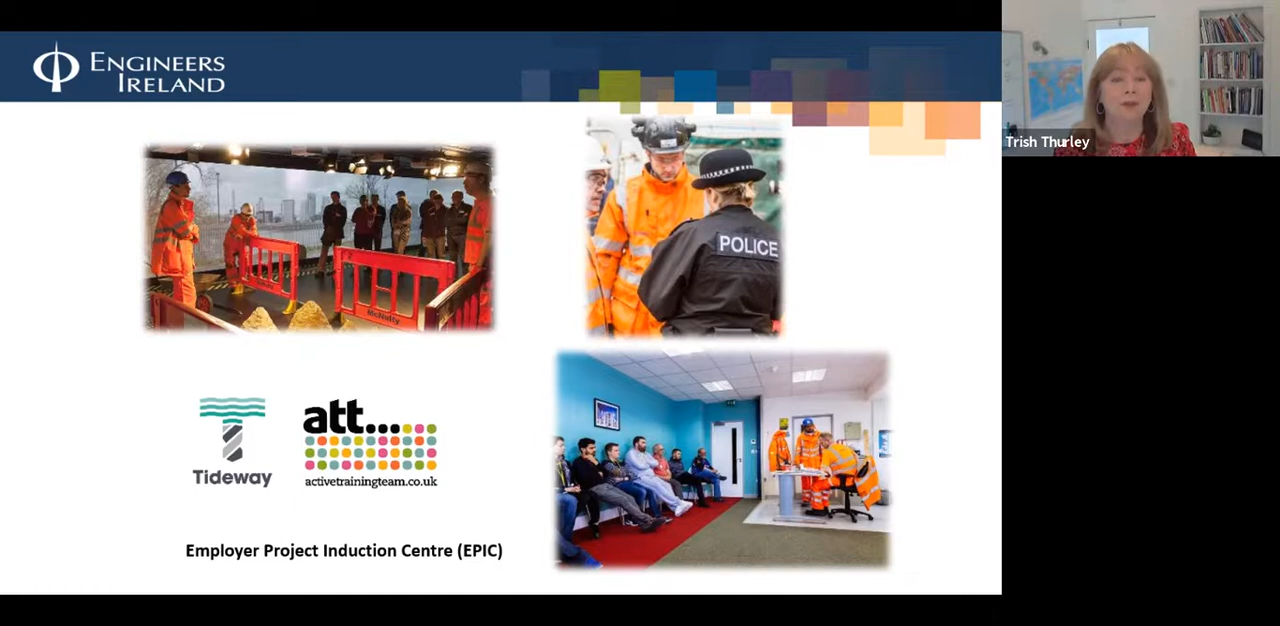 ENGINEERS
IRELAND
Trish Thurley
POLICE
McNulty
Tideway
att...
activetrainingteam.co.uk
Employer Project Induction Centre (EPIC)